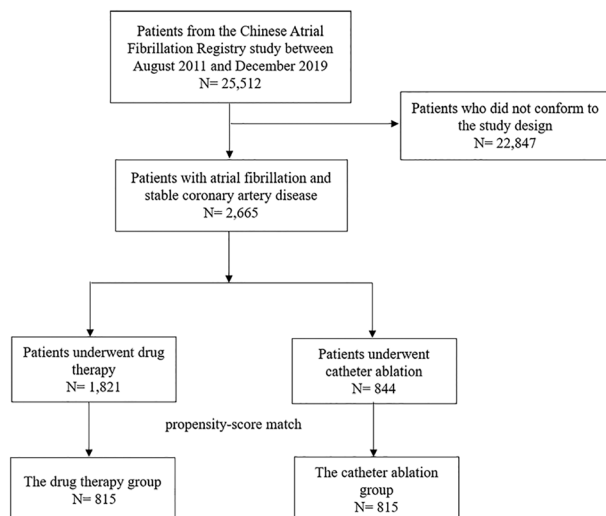 Patients from the Chinese Atrial
Fibrillation Registry study between
August 2011 and December 2019
N= 25,512
Patients who did not conform to
the study design
N= 22,847
Patients with atrial fibrillation and
stable coronary artery disease
N= 2,665
Patients underwent drug
therapy
N= 1,821
Patients underwent
catheter ablation
N= 844
propensity-score match
The drug therapy group
N= 815
The catheter ablation
group
N= 815